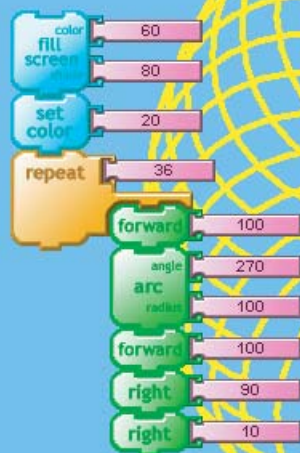 color 60
fill
screen
shade 80
set
color 20
repeat 36
forward 100
angle 270
arc
radius 100
forward 100
right 90
right 10